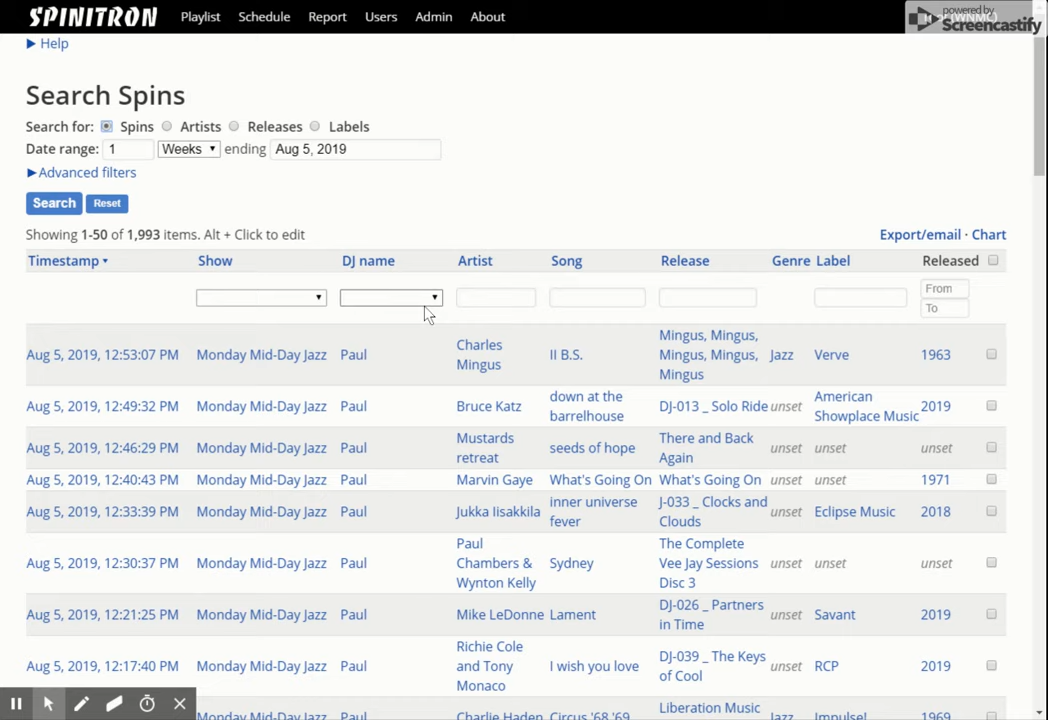 SPINITRON Playlist Schedule Report Users Admin About
powered by
Screencastify
Help
Search Spins
Search for: Spins Artists Releases Labels
Date range: 1 Weeks ending Aug 5, 2019
Advanced filters
Search Reset
Showing 1-50 of 1,993 items. Alt + Click to edit Export/email · Chart
Timestamp Show DJ name Artist Song Release Genre Label Released
From
To
Aug 5, 2019, 12:53:07 PM Monday Mid-Day Jazz Paul Charles Mingus II B.S. Mingus, Mingus, Mingus, Mingus, Mingus Jazz Verve 1963
Aug 5, 2019, 12:49:32 PM Monday Mid-Day Jazz Paul Bruce Katz down at the barrelhouse DJ-013 _ Solo Ride unset American Showplace Music 2019
Aug 5, 2019, 12:46:29 PM Monday Mid-Day Jazz Paul Mustards retreat seeds of hope There and Back Again unset unset unset
Aug 5, 2019, 12:40:43 PM Monday Mid-Day Jazz Paul Marvin Gaye What's Going On What's Going On unset unset 1971
Aug 5, 2019, 12:33:39 PM Monday Mid-Day Jazz Paul Jukka Iisakkila inner universe fever J-033 _ Clocks and Clouds unset Eclipse Music 2018
Aug 5, 2019, 12:30:37 PM Monday Mid-Day Jazz Paul Paul Chambers & Wynton Kelly Sydney The Complete Vee Jay Sessions Disc 3 unset unset unset
Aug 5, 2019, 12:21:25 PM Monday Mid-Day Jazz Paul Mike LeDonne Lament DJ-026 _ Partners in Time unset Savant 2019
Aug 5, 2019, 12:17:40 PM Monday Mid-Day Jazz Paul Richie Cole and Tony Monaco I wish you love DJ-039 _ The Keys of Cool unset RCP 2019
Monday Mid-Day Jazz Paul Charlie Haden Circus '68 '69 Liberation Music Jazz Impulse! 1969